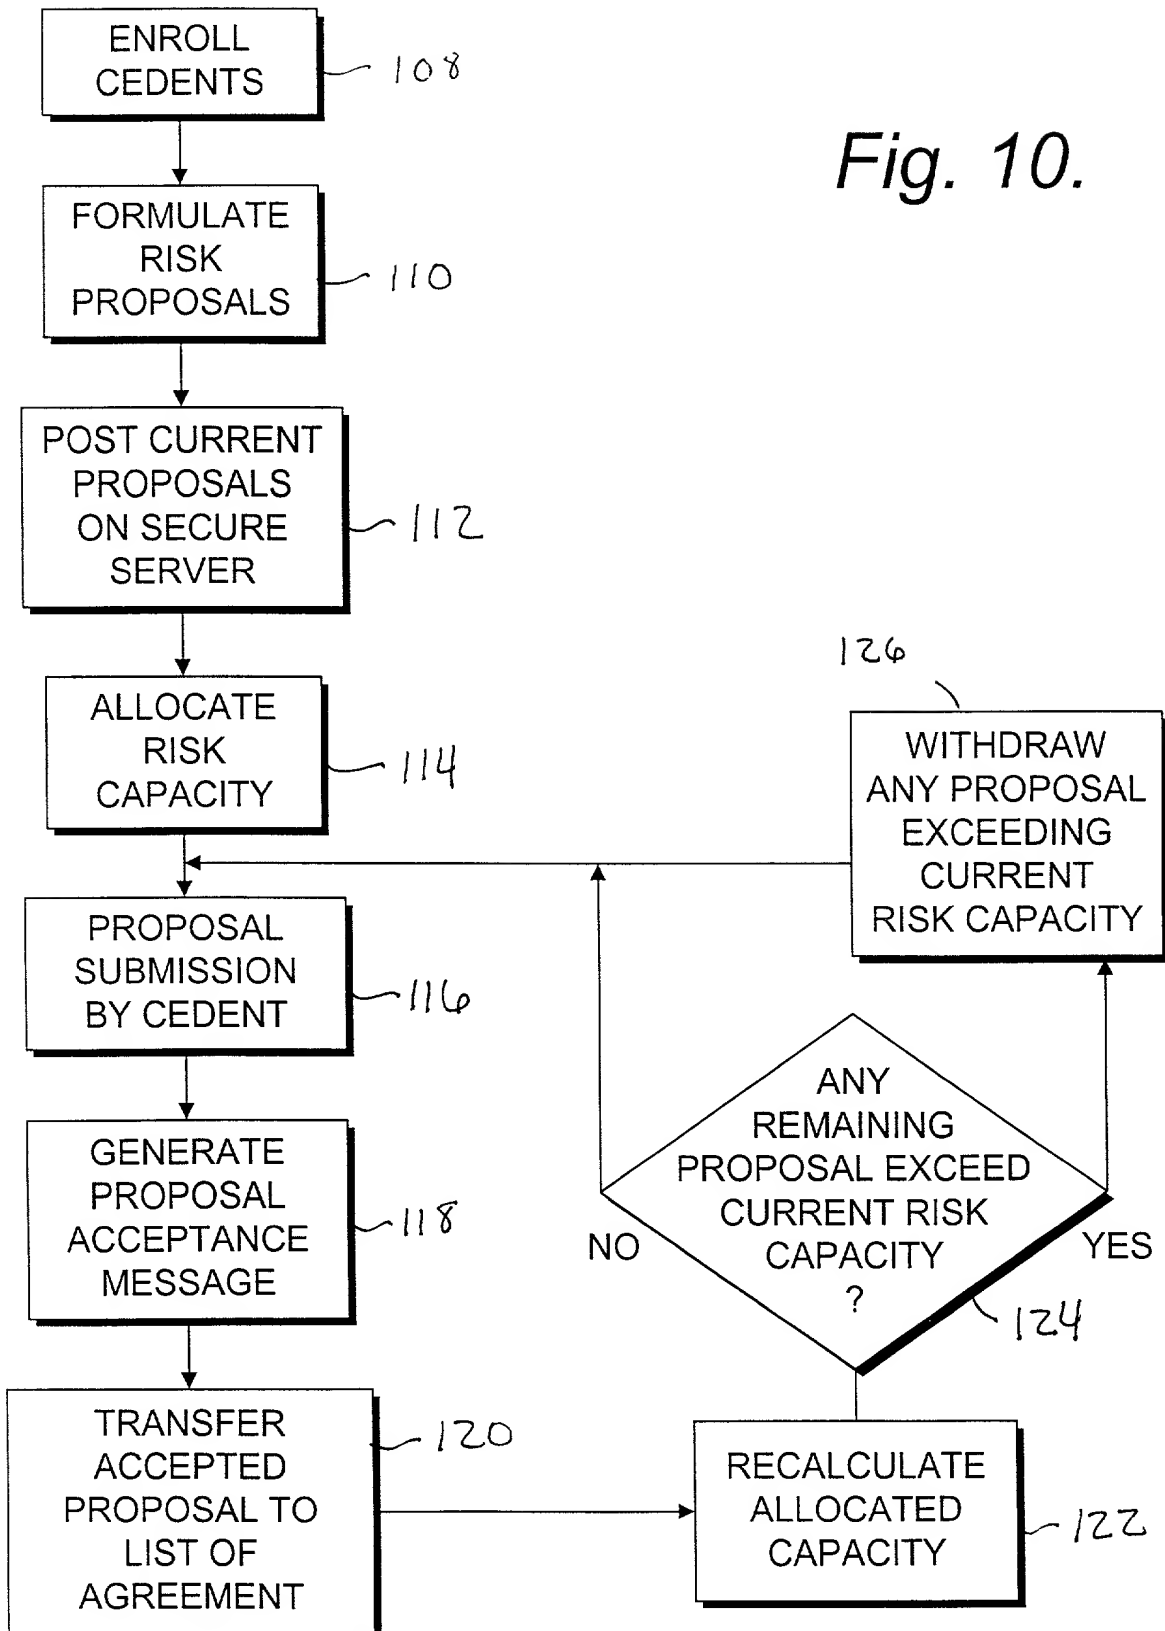 ENROLL
CEDENTS
108
Fig. 10.
FORMULATE
RISK
PROPOSALS
110
POST CURRENT
PROPOSALS
ON SECURE
SERVER
112
ALLOCATE
RISK
CAPACITY
114
126
WITHDRAW
ANY PROPOSAL
EXCEEDING
CURRENT
RISK CAPACITY
PROPOSAL
SUBMISSION
BY CEDENT
116
GENERATE
PROPOSAL
ACCEPTANCE
MESSAGE
118
ANY
REMAINING
PROPOSAL EXCEED
CURRENT RISK
CAPACITY
?
NO
YES
124
TRANSFER
ACCEPTED
PROPOSAL TO
LIST OF
AGREEMENT
120
RECALCULATE
ALLOCATED
CAPACITY
122